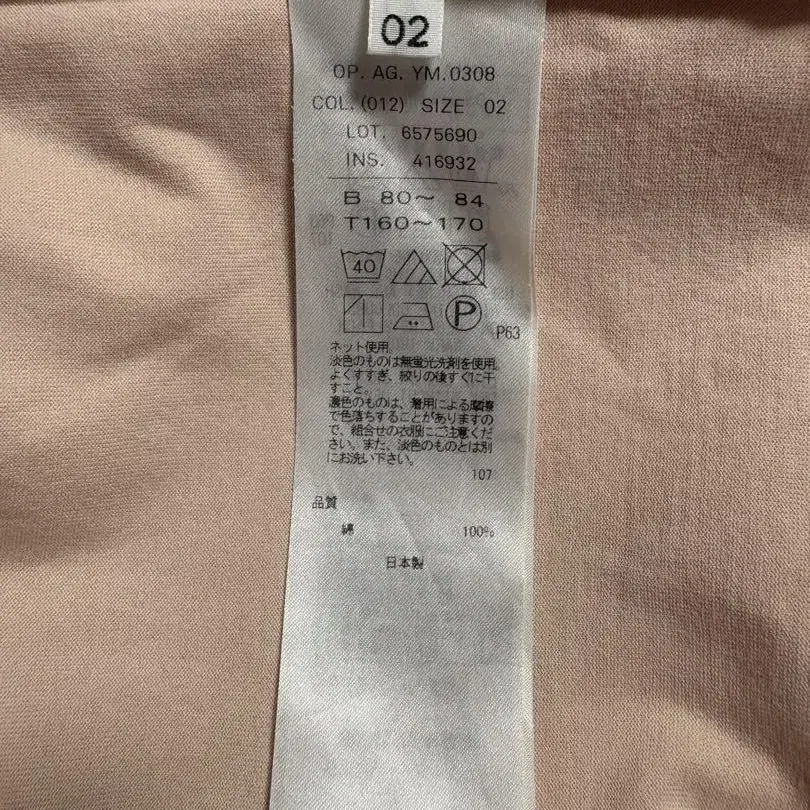 02
OP. AG. YM. 0308
COL. (012) SIZE 02
LOT. 6575690
INS. 416932
B 80～ 84
T160～170
40
P
P63
ネット使用。
淡色のものは無蛍光洗剤を使用。
よくすすぎ、絞りの後すぐに干
すこと。
濃色のものは、着用による摩擦
で色落ちすることがありますの
で、組合せの衣服にご注意くだ
さい。また、淡色のものとは別
にお洗い下さい。
107
品質
綿 100%
日本製